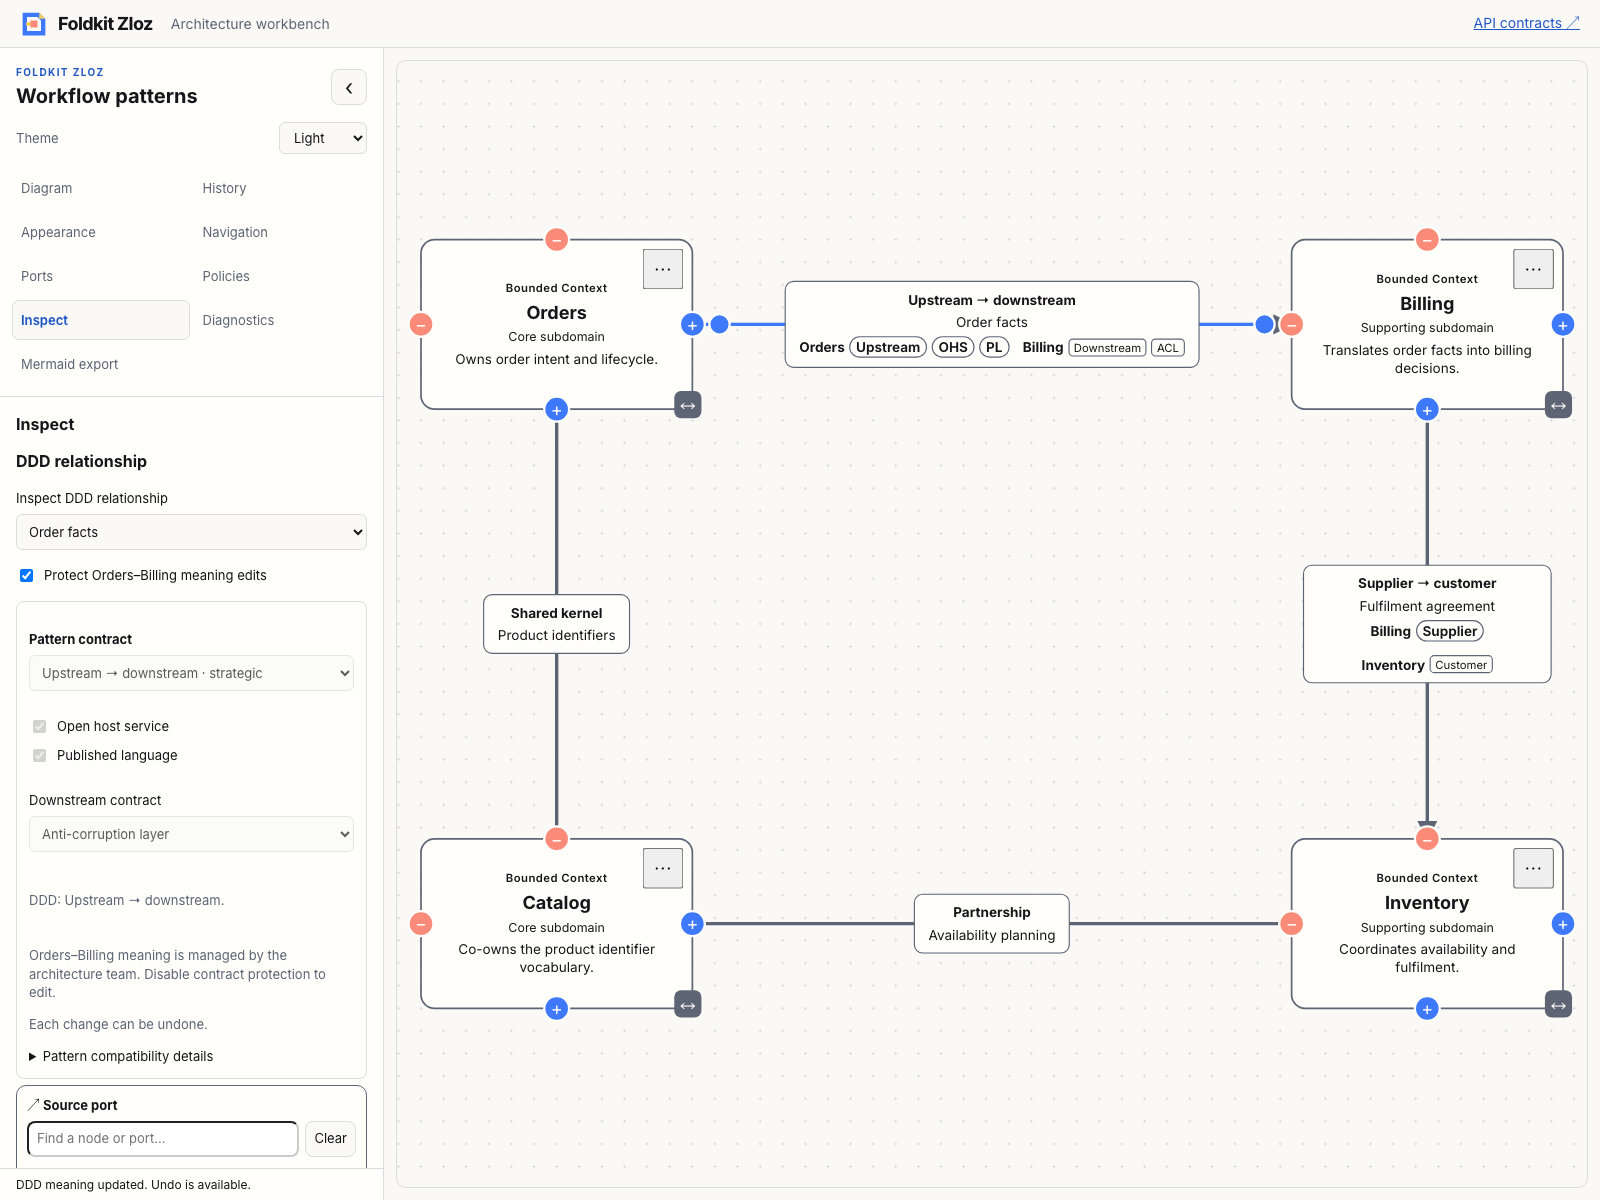 Foldkit Zloz
Architecture workbench
API contracts ↗
FOLDKIT ZLOZ
Workflow patterns
Theme
Light
Diagram
History
Appearance
Navigation
Ports
Policies
Inspect
Diagnostics
Mermaid export
Inspect
DDD relationship
Inspect DDD relationship
Order facts
Protect Orders–Billing meaning edits
Pattern contract
Upstream → downstream · strategic
Open host service
Published language
Downstream contract
Anti-corruption layer
DDD: Upstream → downstream.
Orders–Billing meaning is managed by the
architecture team. Disable contract protection to
edit.
Each change can be undone.
Pattern compatibility details
↗ Source port
Find a node or port...
Clear
DDD meaning updated. Undo is available.
Bounded Context
Orders
Core subdomain
Owns order intent and lifecycle.
Upstream → downstream
Order facts
Orders Upstream OHS PL Billing Downstream ACL
Bounded Context
Billing
Supporting subdomain
Translates order facts into billing
decisions.
Shared kernel
Product identifiers
Supplier → customer
Fulfilment agreement
Billing Supplier
Inventory Customer
Bounded Context
Catalog
Core subdomain
Co-owns the product identifier
vocabulary.
Partnership
Availability planning
Bounded Context
Inventory
Supporting subdomain
Coordinates availability and
fulfilment.